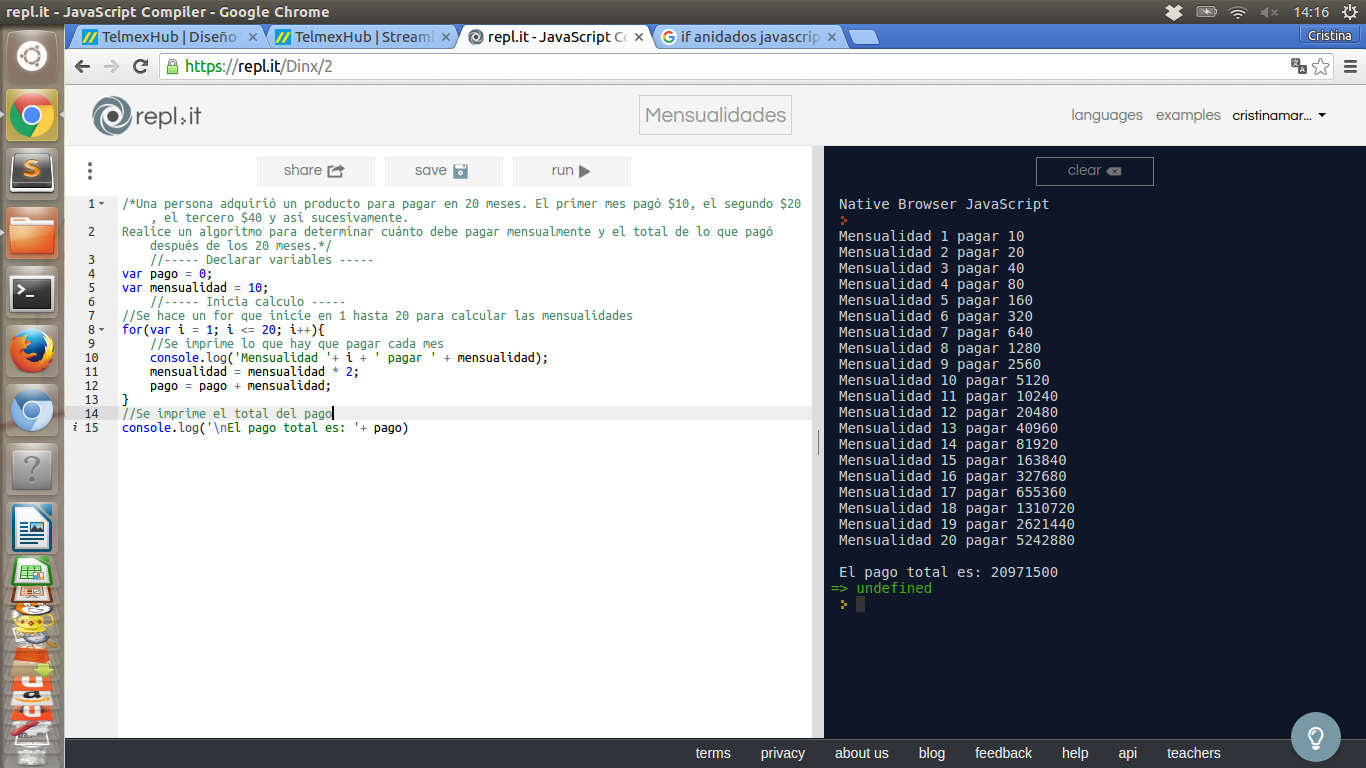 repl.it - JavaScript Compiler - Google Chrome
14:16
TelmexHub | Diseño
TelmexHub | Streami
repl.it - JavaScript Co
if anidados javascrip
Cristina
https://repl.it/Dinx/2
repl.it
Mensualidades
languages
examples
cristinamar...
share
save
run
clear
1 /*Una persona adquirió un producto para pagar en 20 meses. El primer mes pagó $10, el segundo $20
, el tercero $40 y así sucesivamente.
2 Realice un algoritmo para determinar cuánto debe pagar mensualmente y el total de lo que pagó
después de los 20 meses.*/
3 //----- Declarar variables -----
4 var pago = 0;
5 var mensualidad = 10;
6 //----- Inicia calculo -----
7 //Se hace un for que inicie en 1 hasta 20 para calcular las mensualidades
8 for(var i = 1; i <= 20; i++){
9 //Se imprime lo que hay que pagar cada mes
10 console.log('Mensualidad '+ i + ' pagar ' + mensualidad);
11 mensualidad = mensualidad * 2;
12 pago = pago + mensualidad;
13 }
14 //Se imprime el total del pago
15 console.log('\nEl pago total es: '+ pago)
Native Browser JavaScript
Mensualidad 1 pagar 10
Mensualidad 2 pagar 20
Mensualidad 3 pagar 40
Mensualidad 4 pagar 80
Mensualidad 5 pagar 160
Mensualidad 6 pagar 320
Mensualidad 7 pagar 640
Mensualidad 8 pagar 1280
Mensualidad 9 pagar 2560
Mensualidad 10 pagar 5120
Mensualidad 11 pagar 10240
Mensualidad 12 pagar 20480
Mensualidad 13 pagar 40960
Mensualidad 14 pagar 81920
Mensualidad 15 pagar 163840
Mensualidad 16 pagar 327680
Mensualidad 17 pagar 655360
Mensualidad 18 pagar 1310720
Mensualidad 19 pagar 2621440
Mensualidad 20 pagar 5242880
El pago total es: 20971500
=> undefined
terms
privacy
about us
blog
feedback
help
api
teachers